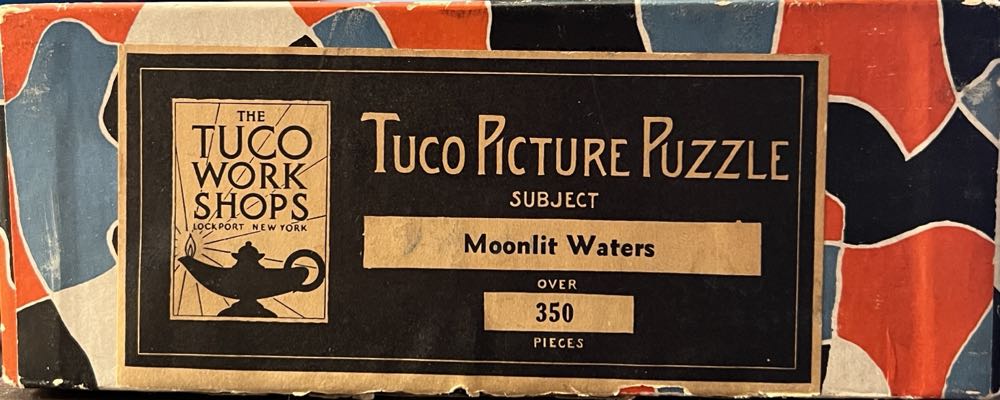 THE
TUCO
WORK
SHOPS
LOCKPORT NEW YORK
TUCO PICTURE PUZZLE
SUBJECT
Moonlit Waters
OVER
350
PIECES